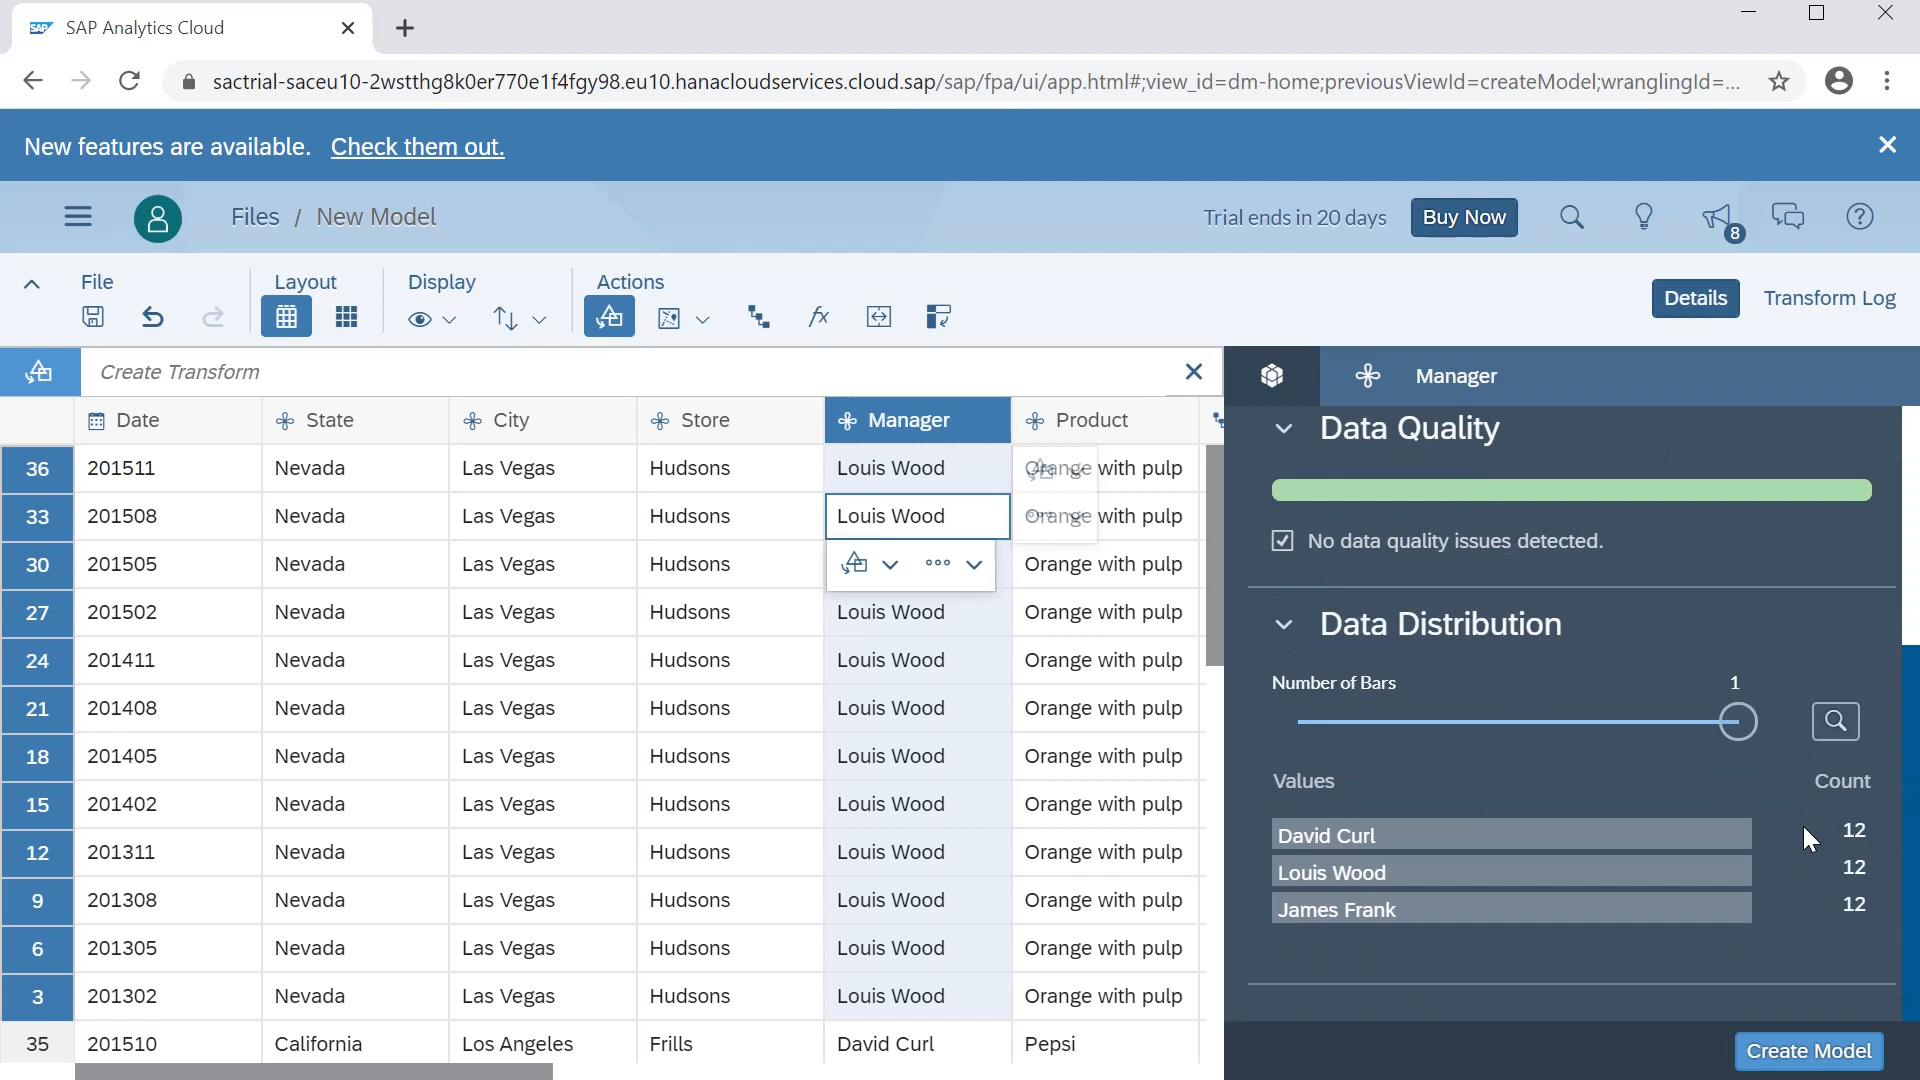 SAP Analytics Cloud
sactrial-saceu10-2wstthg8k0er770e1f4fgy98.eu10.hanacloudservices.cloud.sap/sap/fpa/ui/app.html#;view_id=dm-home;previousViewId=createModel;wranglingId=...
New features are available. Check them out.
Files / New Model
Trial ends in 20 days
Buy Now
8
File
Layout
Display
Actions
Details
Transform Log
Create Transform
Date State City Store Manager Product
36 201511 Nevada Las Vegas Hudsons Louis Wood Orange with pulp
33 201508 Nevada Las Vegas Hudsons Louis Wood Orange with pulp
30 201505 Nevada Las Vegas Hudsons Orange with pulp
27 201502 Nevada Las Vegas Hudsons Louis Wood Orange with pulp
24 201411 Nevada Las Vegas Hudsons Louis Wood Orange with pulp
21 201408 Nevada Las Vegas Hudsons Louis Wood Orange with pulp
18 201405 Nevada Las Vegas Hudsons Louis Wood Orange with pulp
15 201402 Nevada Las Vegas Hudsons Louis Wood Orange with pulp
12 201311 Nevada Las Vegas Hudsons Louis Wood Orange with pulp
9 201308 Nevada Las Vegas Hudsons Louis Wood Orange with pulp
6 201305 Nevada Las Vegas Hudsons Louis Wood Orange with pulp
3 201302 Nevada Las Vegas Hudsons Louis Wood Orange with pulp
35 201510 California Los Angeles Frills David Curl Pepsi
Manager
Data Quality
No data quality issues detected.
Data Distribution
Number of Bars 1
Values Count
David Curl 12
Louis Wood 12
James Frank 12
Create Model